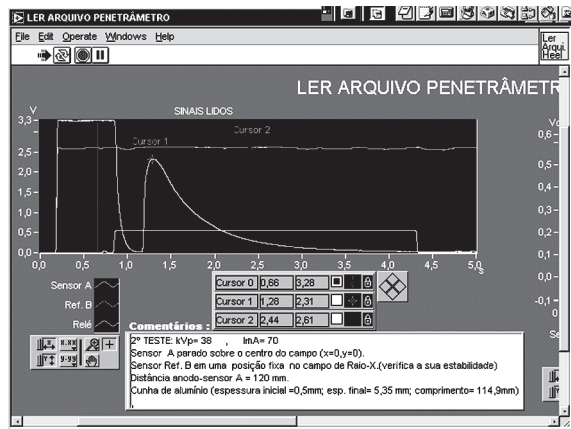 LER ARQUIVO PENETRÂMETRO
File Edit Operate Windows Help
Ler
Arqui
Heel
LER ARQUIVO PENETRÂMETR
V
SINAIS LIDOS
3,3
2,5
2,0
1,5
1,0
0,5
0,0
Cursor 1
Cursor 2
0,0 0,5 1,0 1,5 2,0 2,5 3,0 3,5 4,0 4,5 5,0
s
0,6
0,5
0,4
0,3
0,2
0,1
0,0
-0,1
0
Sensor A
Ref. B
Relé
Cursor 0 0,66 3,28
Cursor 1 1,28 2,31
Cursor 2 2,44 2,61
Comentários :
2º TESTE: kVp= 38 , ImA= 70
Sensor A parado sobre o centro do campo (x=0,y=0).
Sensor Ref. B em uma posição fixa no campo de Raio-X.(verifica a sua estabilidade)
Distância anodo-sensor A = 120 mm.
Cunha de alumínio (espessura inicial =0,5mm; esp. final= 5,35 mm; comprimento= 114,9mm)